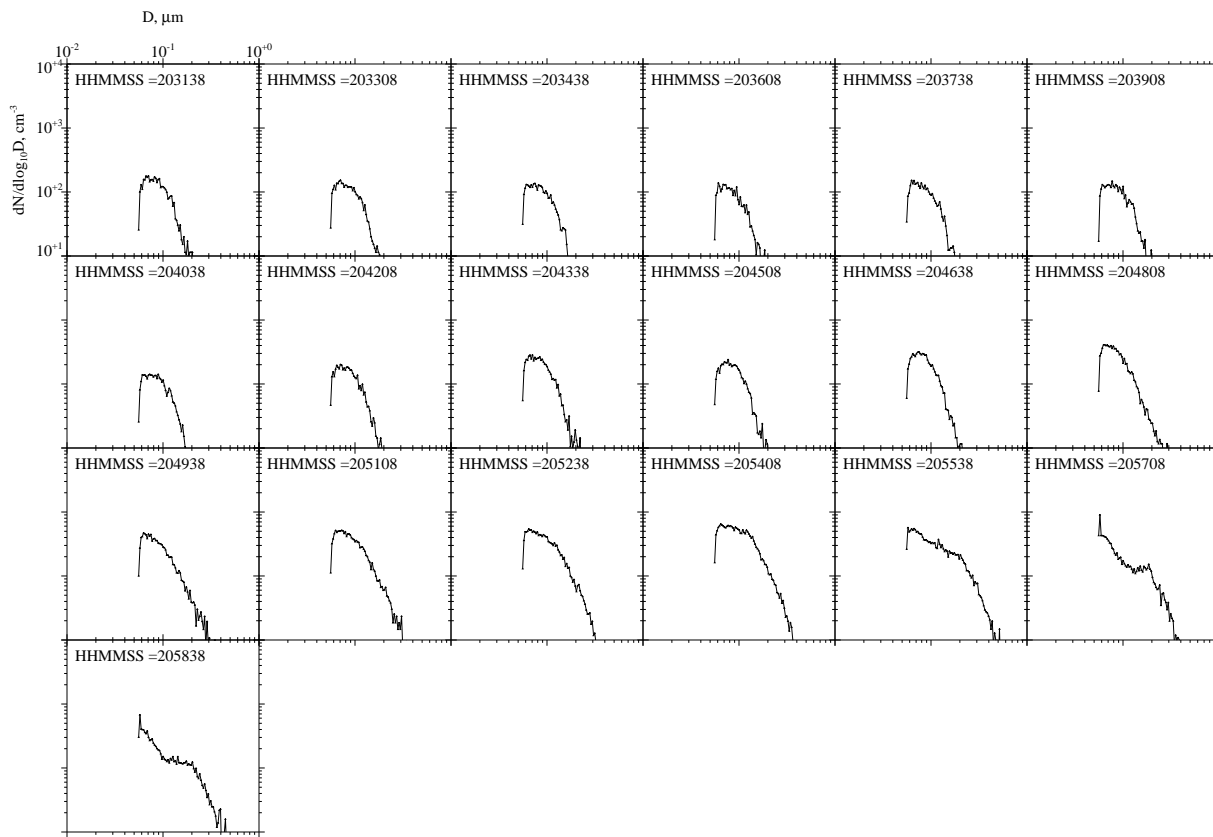 D, μm
10⁻² 10⁻¹ 10⁺⁰
10⁺⁴
10⁺³
10⁺²
10⁺¹
dN/dlog₁₀D, cm⁻³
HHMMSS =203138 HHMMSS =203308 HHMMSS =203438 HHMMSS =203608 HHMMSS =203738 HHMMSS =203908
HHMMSS =204038 HHMMSS =204208 HHMMSS =204338 HHMMSS =204508 HHMMSS =204638 HHMMSS =204808
HHMMSS =204938 HHMMSS =205108 HHMMSS =205238 HHMMSS =205408 HHMMSS =205538 HHMMSS =205708
HHMMSS =205838